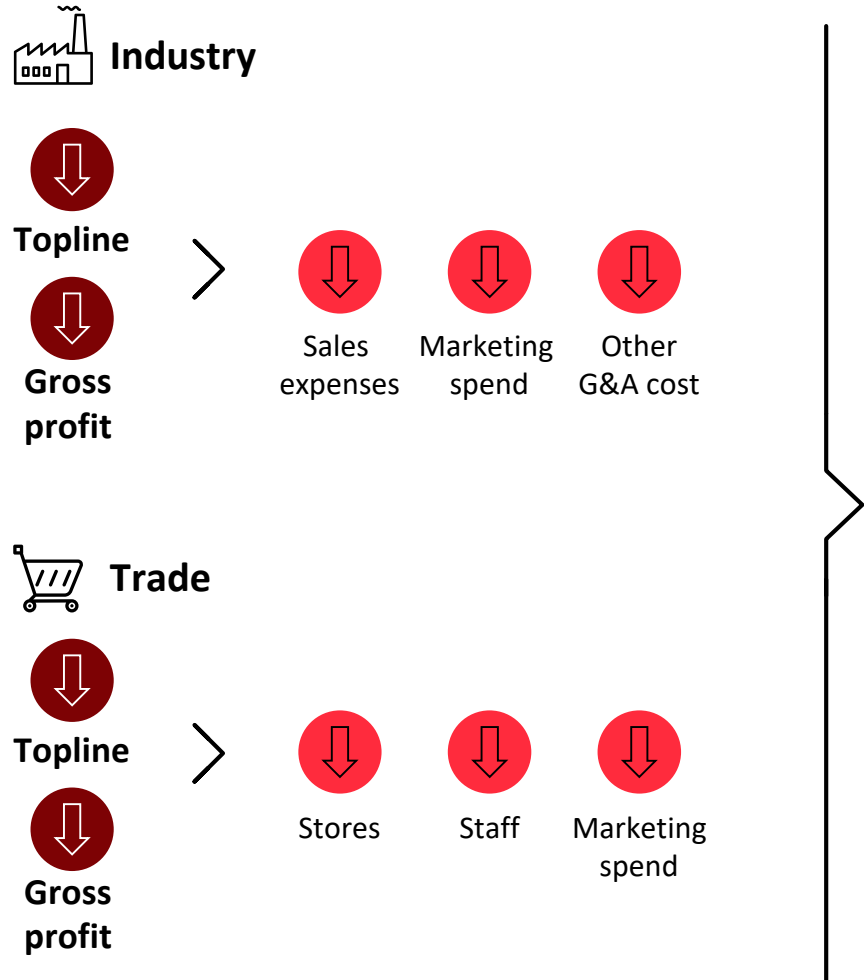 Industry
Topline
Gross
profit
Sales
expenses
Marketing
spend
Other
G&A cost
Trade
Topline
Gross
profit
Stores
Staff
Marketing
spend